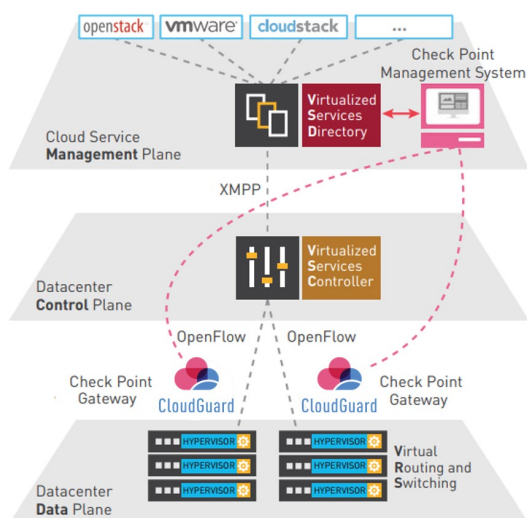 openstack
vmware
cloudstack
...
Check Point
Management System
Virtualized
Services
Directory
Cloud Service
Management Plane
XMPP
Virtualized
Services
Controller
Datacenter
Control Plane
OpenFlow
OpenFlow
Check Point
Gateway
CloudGuard
CloudGuard
Check Point
Gateway
HYPERVISOR
HYPERVISOR
HYPERVISOR
HYPERVISOR
HYPERVISOR
HYPERVISOR
Virtual
Routing and
Switching
Datacenter
Data Plane